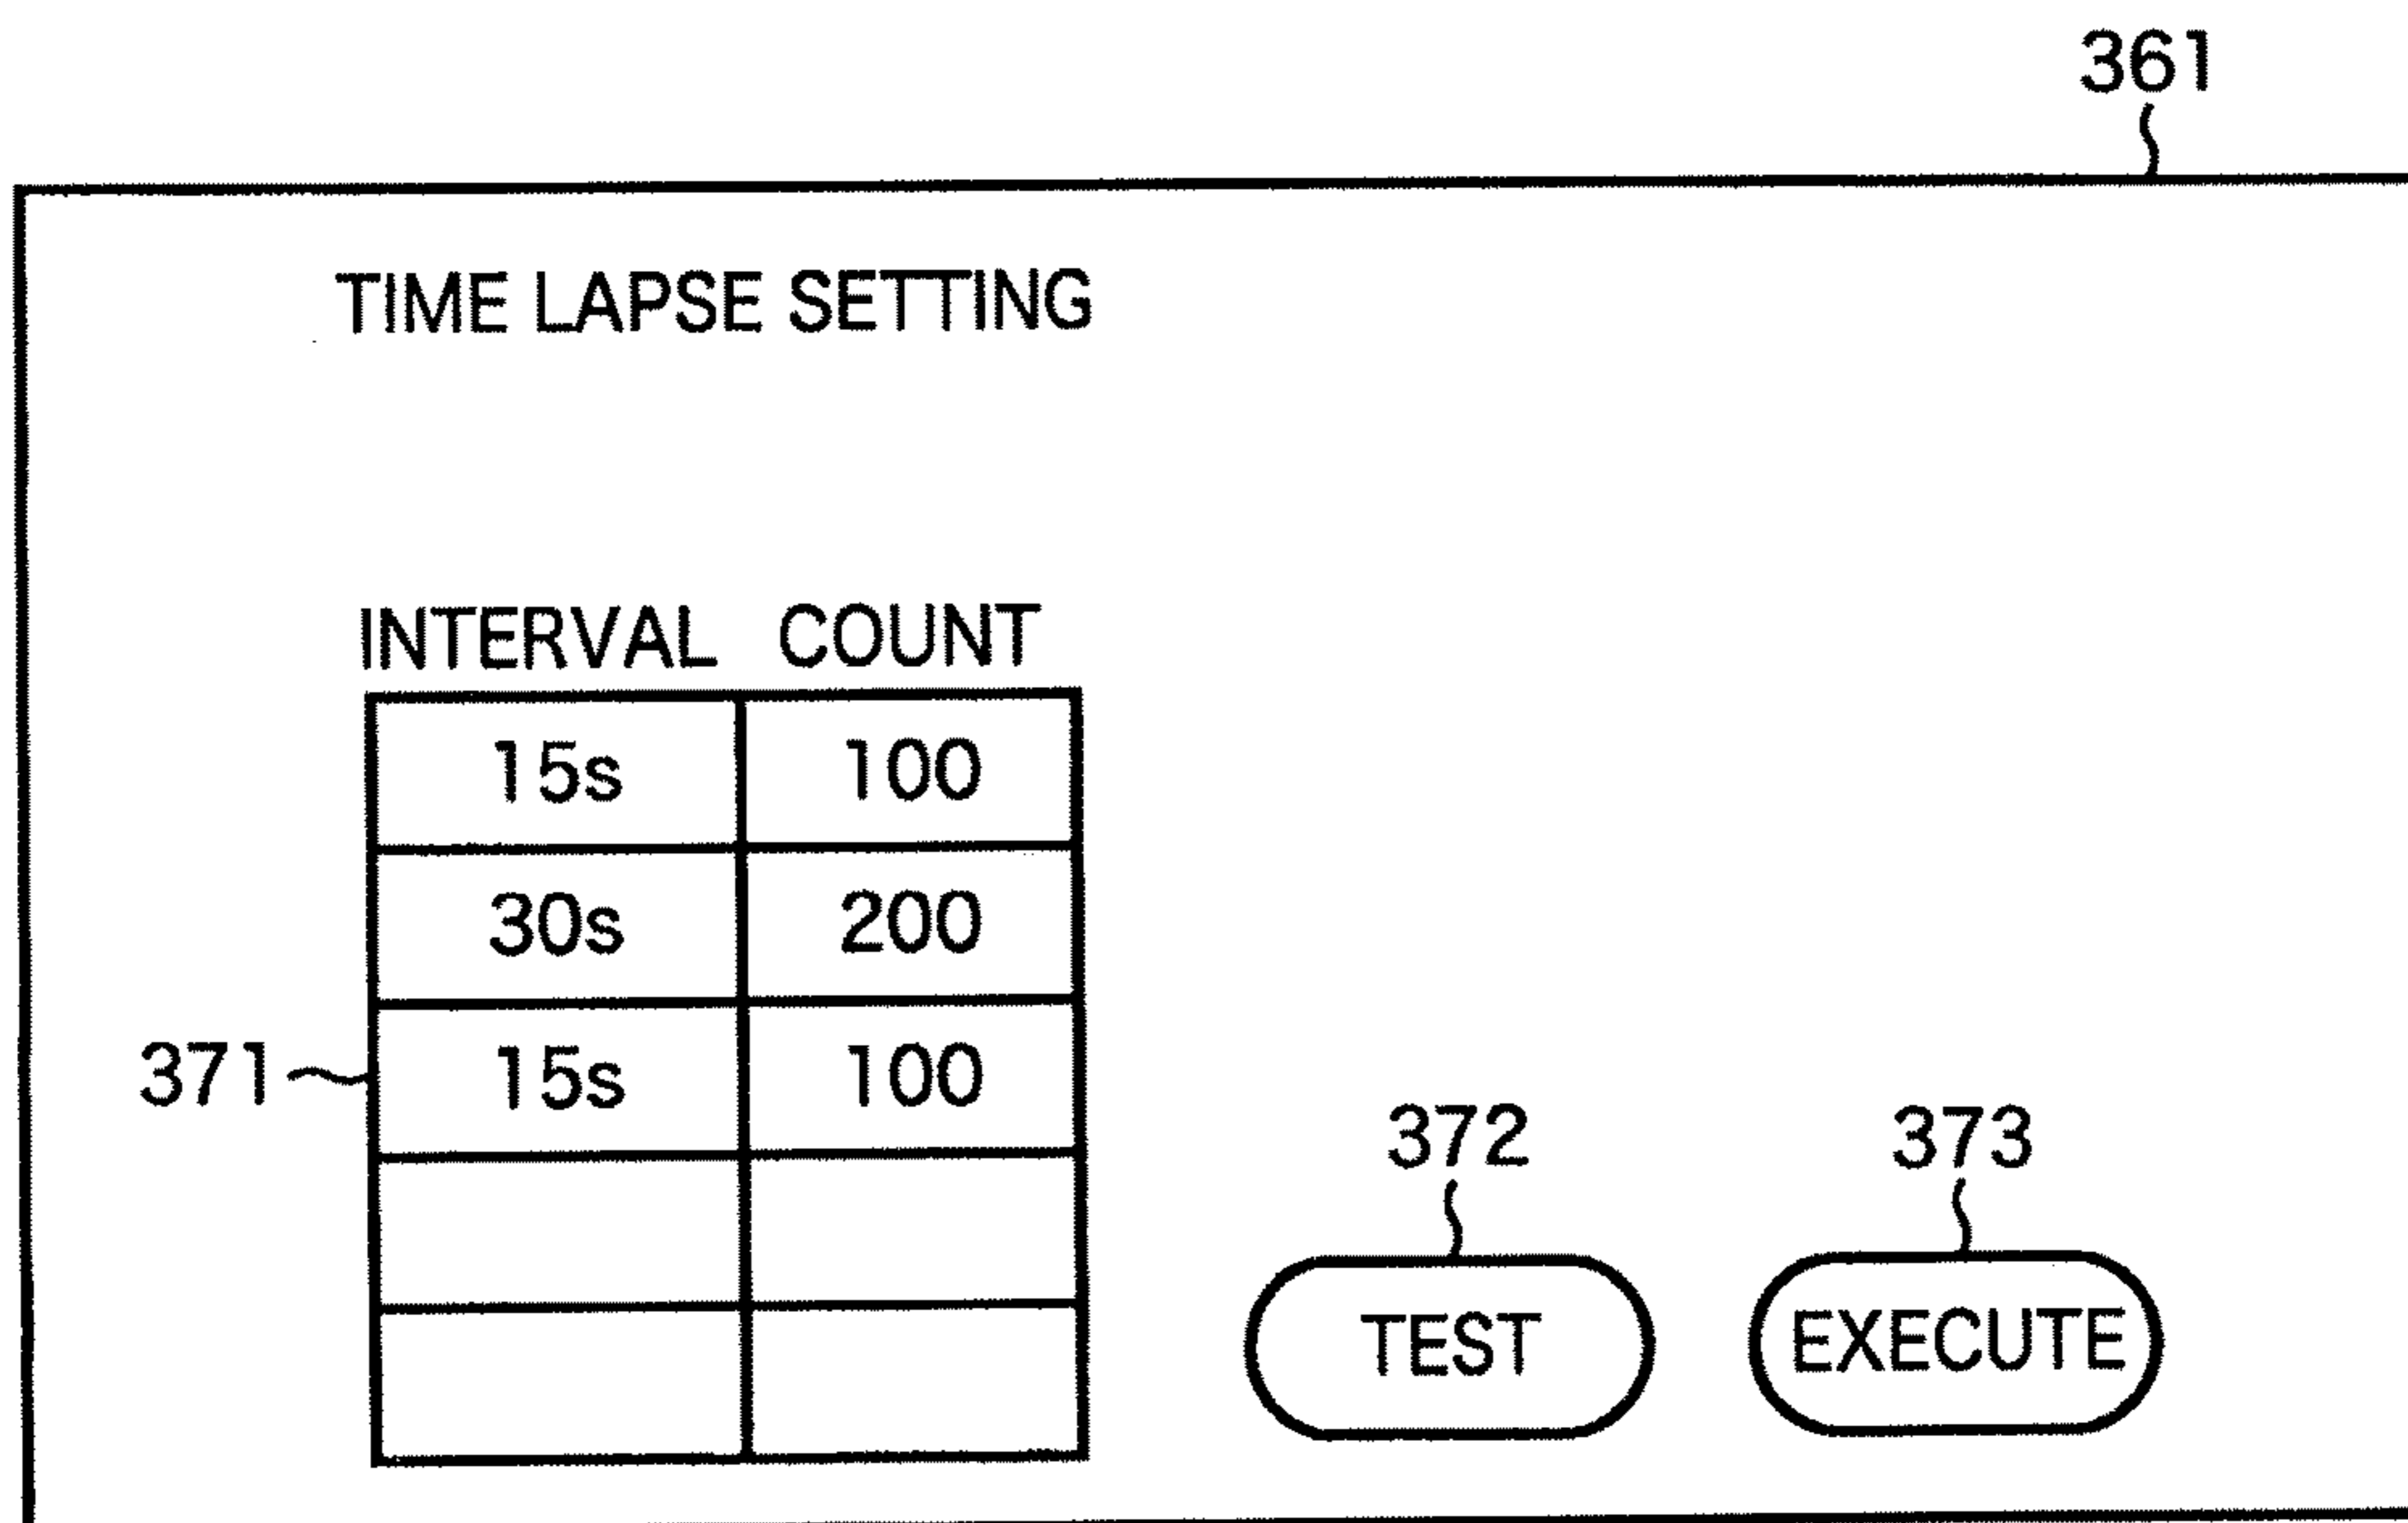 361
TIME LAPSE SETTING
INTERVAL COUNT
15s 100
30s 200
371 15s 100
372 373
TEST EXECUTE